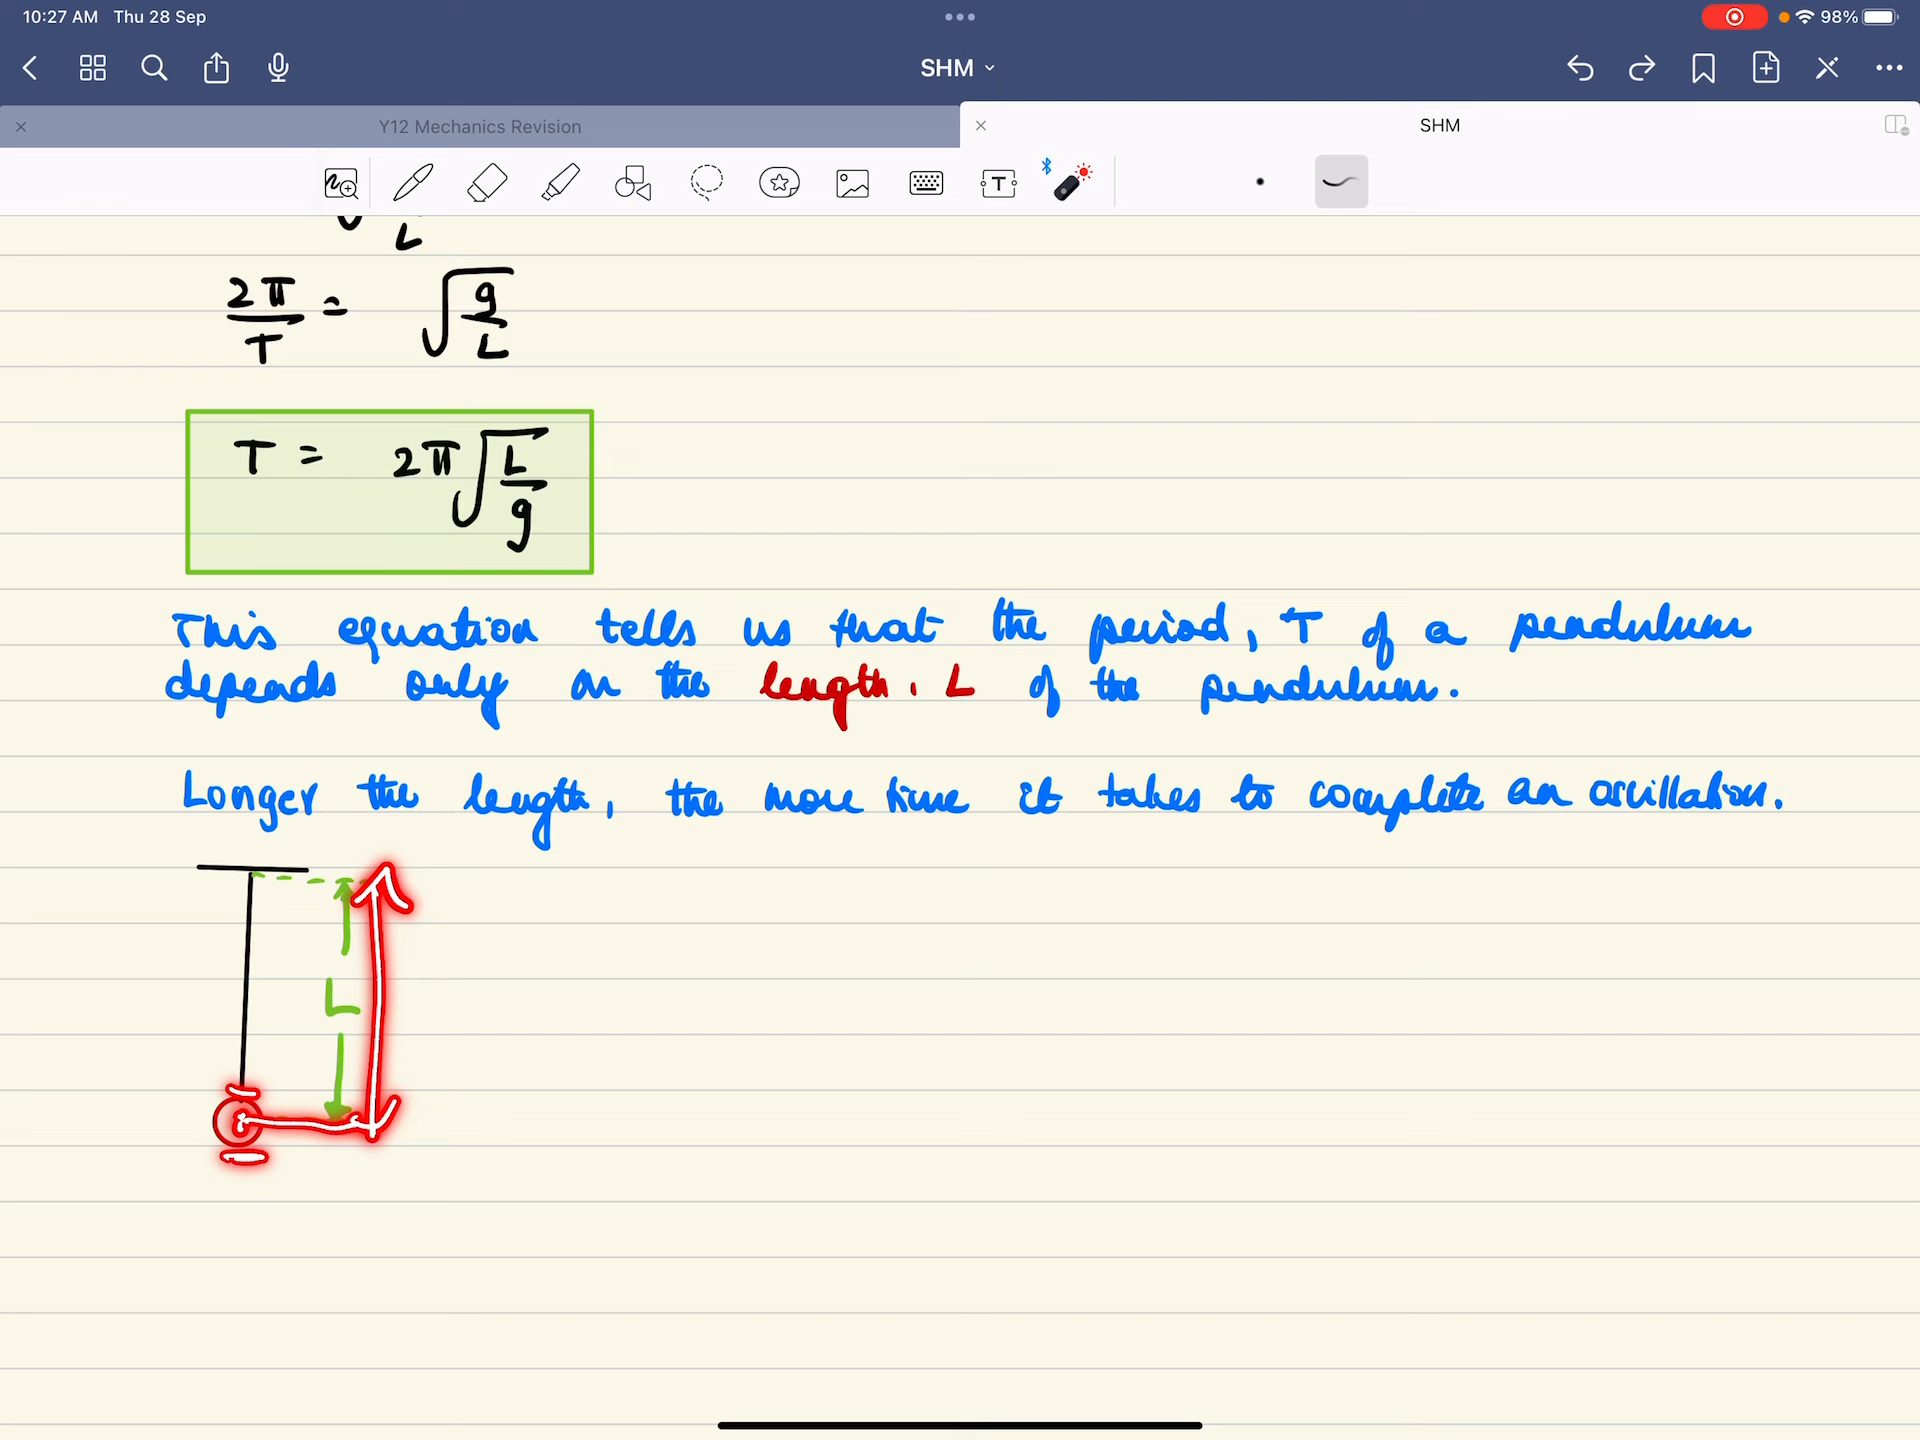 10:27 AM Thu 28 Sep
98%
SHM
Y12 Mechanics Revision
SHM
T
L
2π/T = √(g/L)
T = 2π√(L/g)
This equation tells us that the period, T of a pendulum
depends only on the length, L of the pendulum.
Longer the length, the more time it takes to complete an oscillation.
L